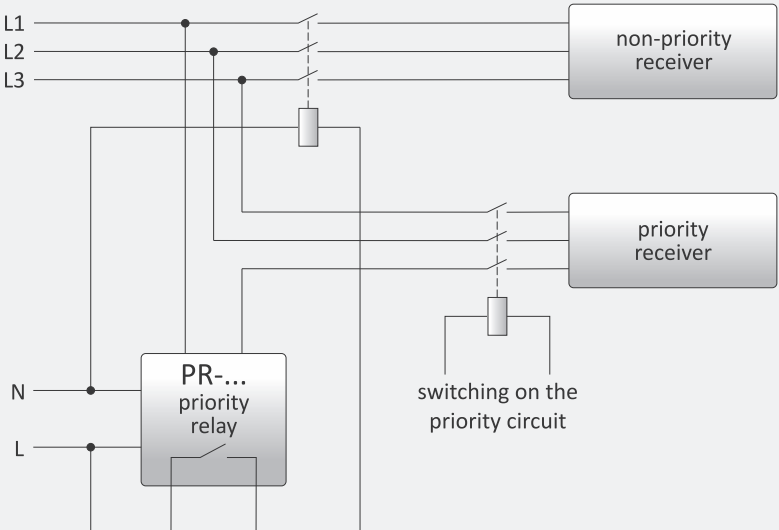 L1
L2
L3
non-priority
receiver
priority
receiver
PR-...
priority
relay
N
L
switching on the
priority circuit